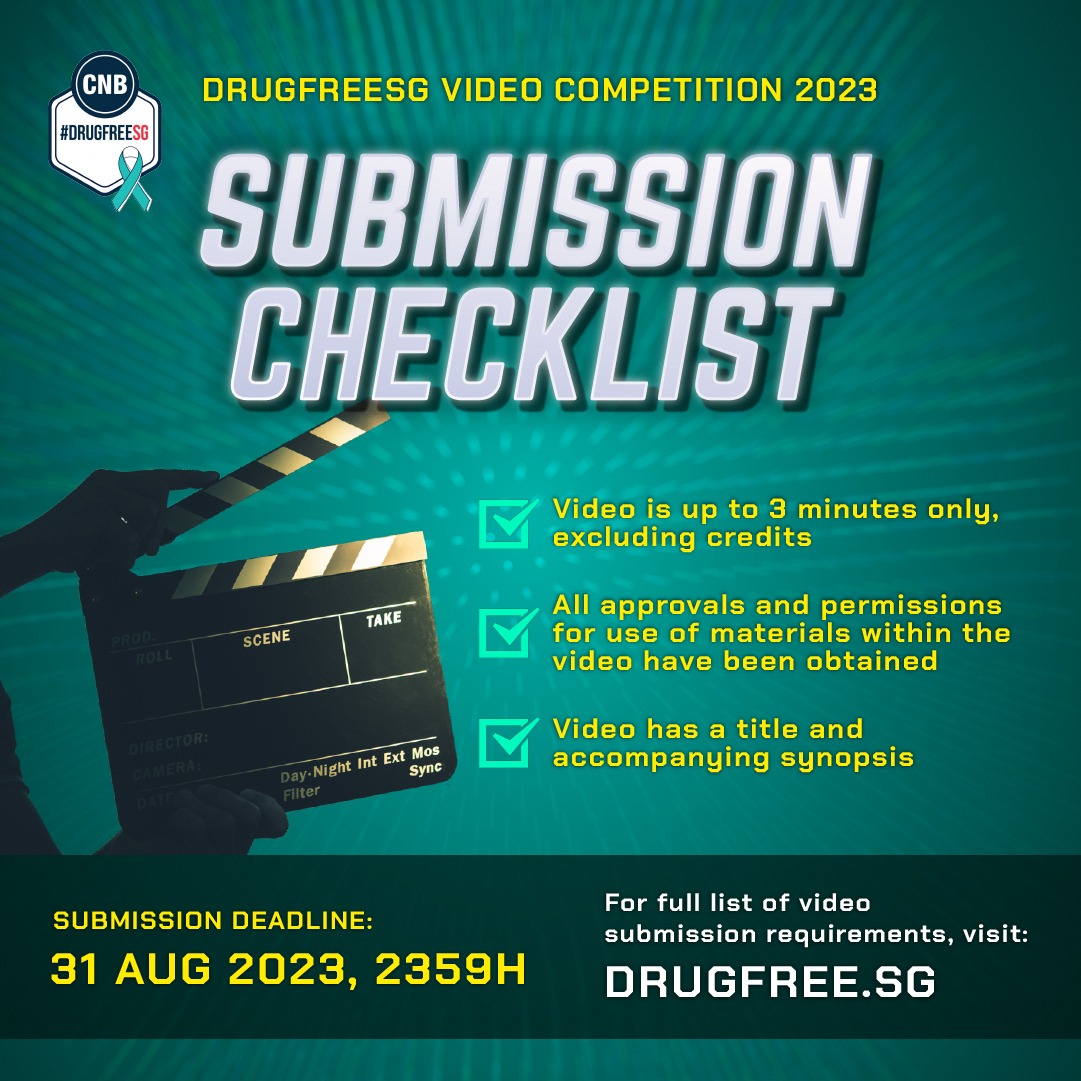 CNB
#DRUGFREESG
DRUGFREESG VIDEO COMPETITION 2023
SUBMISSION
CHECKLIST
Video is up to 3 minutes only,
excluding credits
All approvals and permissions
for use of materials within the
video have been obtained
Video has a title and
accompanying synopsis
PROD.
ROLL
SCENE
TAKE
DIRECTOR:
CAMERA:
DATE:
Day·Night Int Ext Mos
Filter
Sync
SUBMISSION DEADLINE:
31 AUG 2023, 2359H
For full list of video
submission requirements, visit:
DRUGFREE.SG